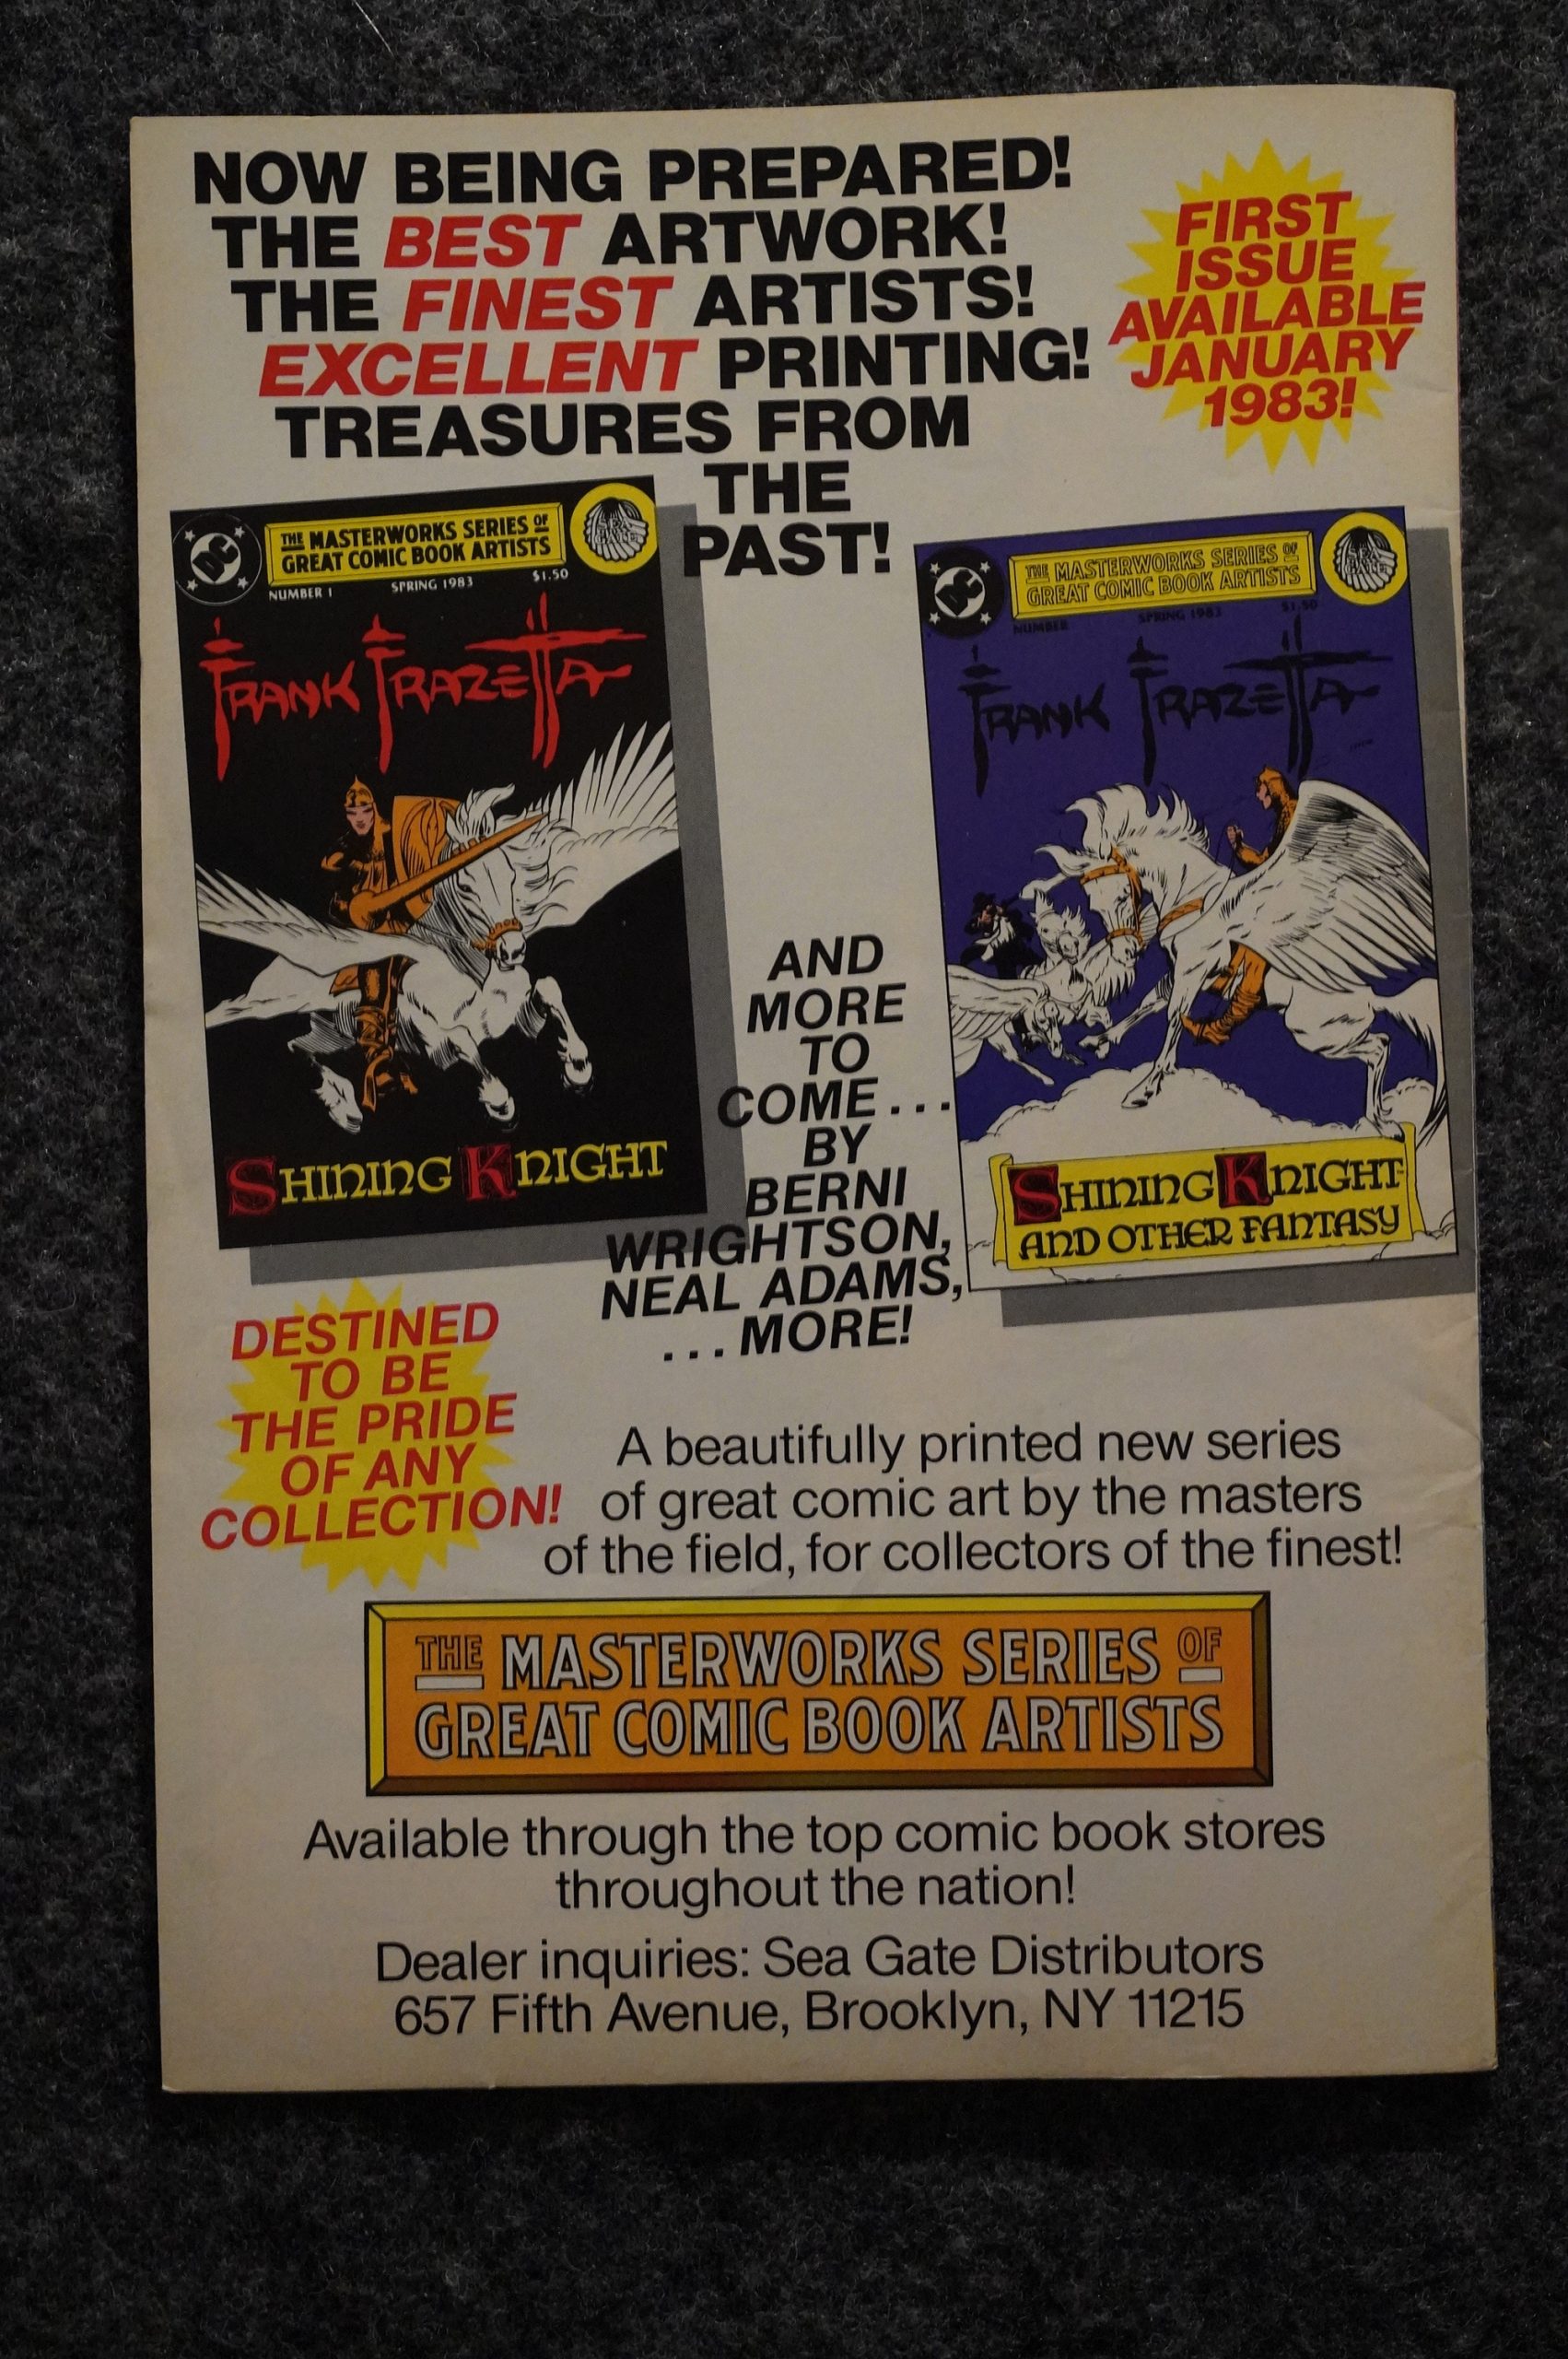 NOW BEING PREPARED!
THE BEST ARTWORK!
THE FINEST ARTISTS!
EXCELLENT PRINTING!
TREASURES FROM
THE
PAST!
FIRST
ISSUE
AVAILABLE
JANUARY
1983!
DC
THE MASTERWORKS SERIES OF
GREAT COMIC BOOK ARTISTS
SEA
GATE
NUMBER 1 SPRING 1983 $1.50
FRANK FRAZETTA
SHINING KNIGHT
DC
THE MASTERWORKS SERIES OF
GREAT COMIC BOOK ARTISTS
SEA
GATE
NUMBER SPRING 1983 $1.50
FRANK FRAZETTA
SHINING KNIGHT
AND OTHER FANTASY
AND
MORE
TO
COME...
BY
BERNI
WRIGHTSON,
NEAL ADAMS,
...MORE!
DESTINED
TO BE
THE PRIDE
OF ANY
COLLECTION!
A beautifully printed new series
of great comic art by the masters
of the field, for collectors of the finest!
THE MASTERWORKS SERIES OF
GREAT COMIC BOOK ARTISTS
Available through the top comic book stores
throughout the nation!
Dealer inquiries: Sea Gate Distributors
657 Fifth Avenue, Brooklyn, NY 11215